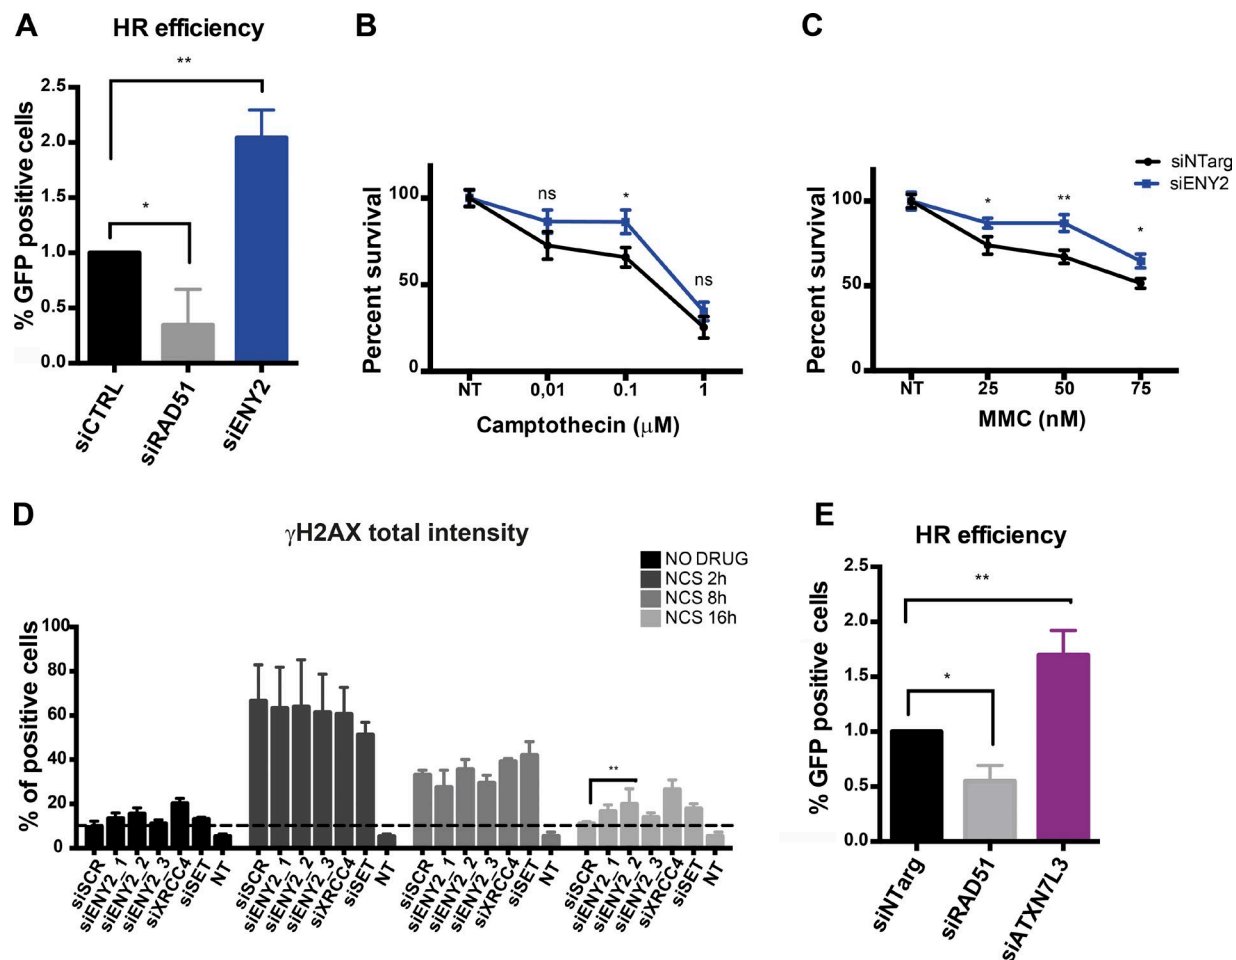 A
HR efficiency
**
*
% GFP positive cells
2.5
2.0
1.5
1.0
0.5
0.0
siCTRL
siRAD51
siENY2
B
Percent survival
100
50
0
ns
*
ns
NT
0,01
0.1
1
Camptothecin (μM)
C
siNTarg
siENY2
Percent survival
100
50
0
*
**
*
NT
25
50
75
MMC (nM)
D
γH2AX total intensity
NO DRUG
NCS 2h
NCS 8h
NCS 16h
% of positive cells
100
80
60
40
20
0
**
siSCR
siENY2_1
siENY2_2
siENY2_3
siXRCC4
siSET
NT
siSCR
siENY2_1
siENY2_2
siENY2_3
siXRCC4
siSET
NT
siSCR
siENY2_1
siENY2_2
siENY2_3
siXRCC4
siSET
NT
siSCR
siENY2_1
siENY2_2
siENY2_3
siXRCC4
siSET
NT
E
HR efficiency
**
*
% GFP positive cells
2.5
2.0
1.5
1.0
0.5
0.0
siNTarg
siRAD51
siATXN7L3